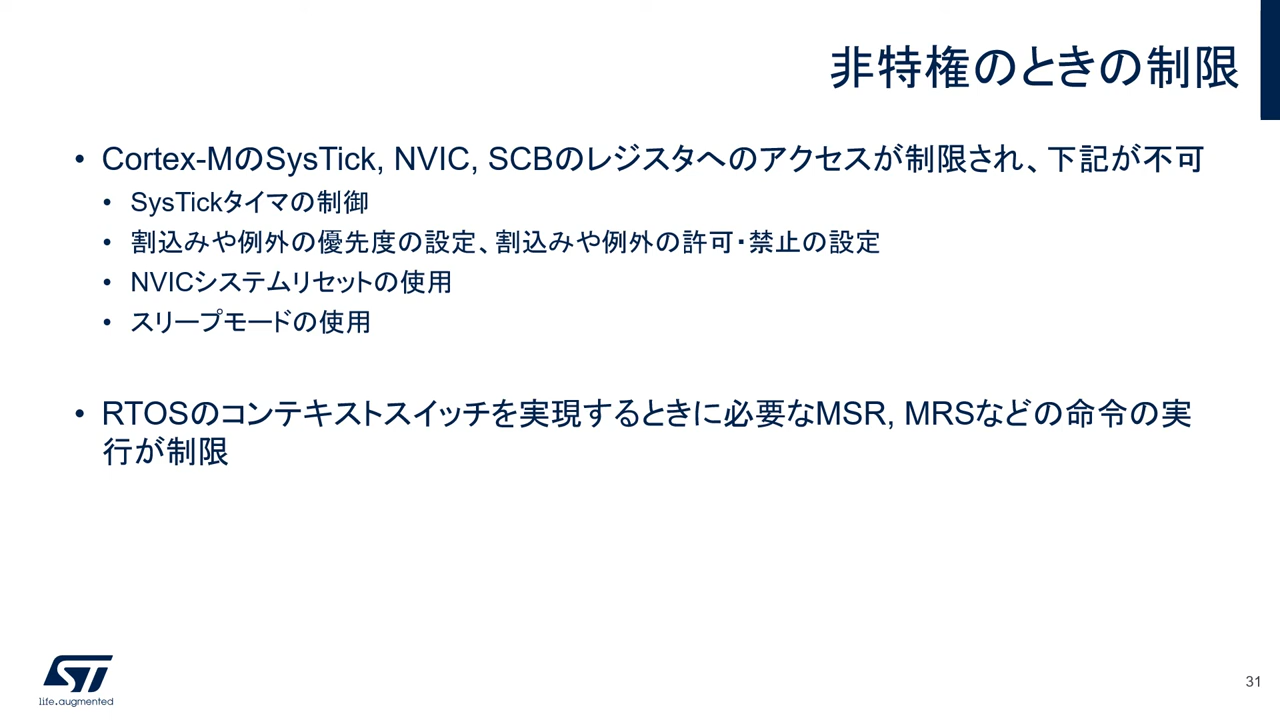 非特権のときの制限
• Cortex-MのSysTick, NVIC, SCBのレジスタへのアクセスが制限され、下記が不可
• SysTickタイマの制御
• 割込みや例外の優先度の設定、割込みや例外の許可・禁止の設定
• NVICシステムリセットの使用
• スリープモードの使用
• RTOSのコンテキストスイッチを実現するときに必要なMSR, MRSなどの命令の実
行が制限
ST
life.augmented
31